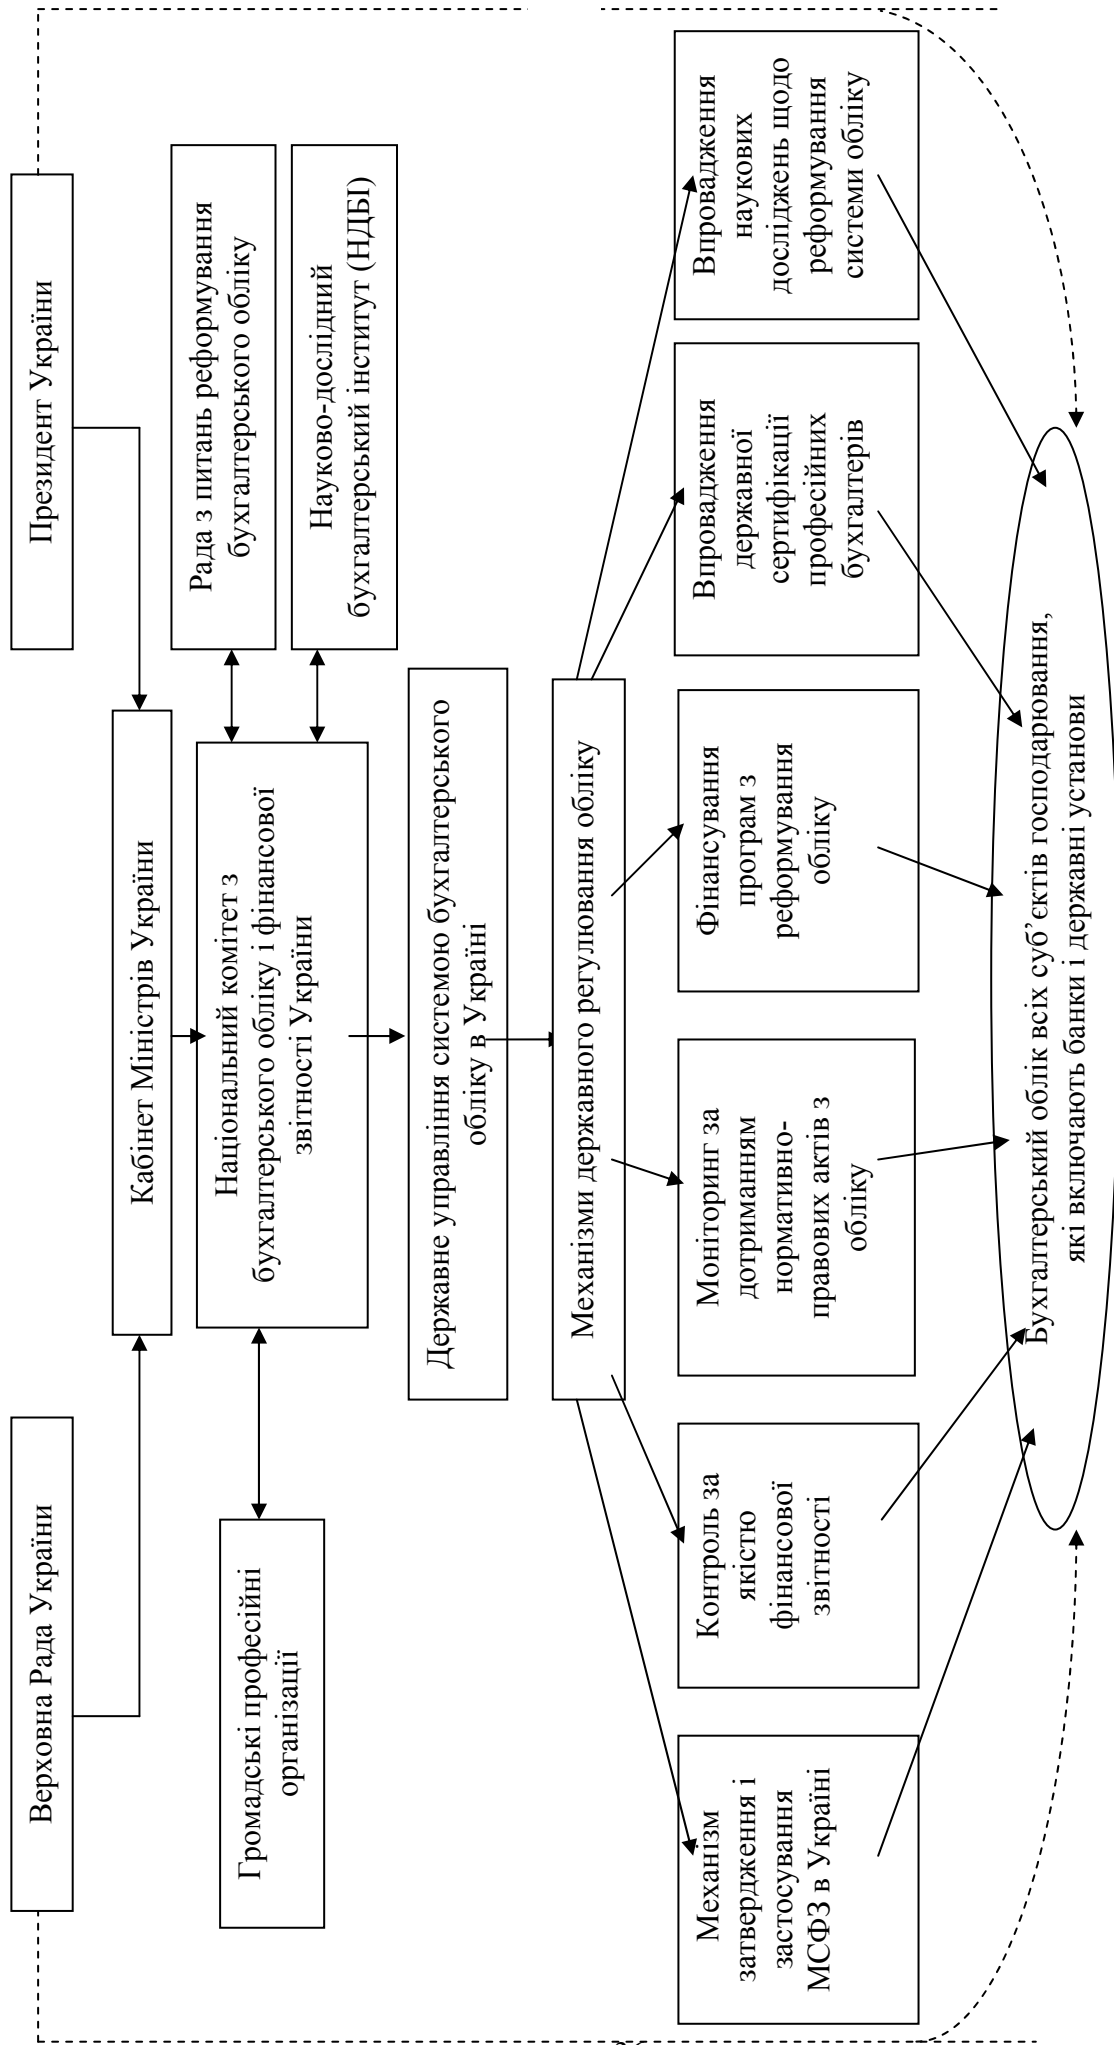 Верховна Рада України
Президент України
Кабінет Міністрів України
Громадські професійні
організації
Національний комітет з
бухгалтерського обліку і фінансової
звітності України
Рада з питань реформування
бухгалтерського обліку
Науково-дослідний
бухгалтерський інститут (НДБІ)
Державне управління системою бухгалтерського
обліку в Україні
Механізми державного регулювання обліку
Механізм
затвердження і
застосування
МСФЗ в Україні
Контроль за
якістю
фінансової
звітності
Моніторинг за
дотриманням
нормативно-
правових актів з
обліку
Фінансування
програм з
реформування
обліку
Впровадження
державної
сертифікації
професійних
бухгалтерів
Впровадження
наукових
досліджень щодо
реформування
системи обліку
Бухгалтерський облік всіх суб’єктів господарювання,
які включають банки і державні установи